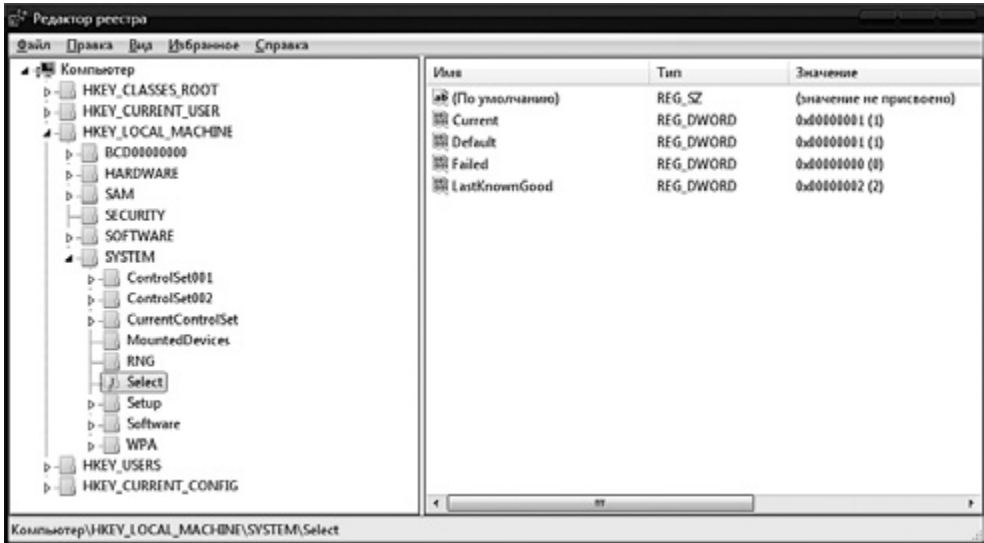 Редактор реестра
Файл Правка Вид Избранное Справка
Компьютер
HKEY_CLASSES_ROOT
HKEY_CURRENT_USER
HKEY_LOCAL_MACHINE
BCD00000000
HARDWARE
SAM
SECURITY
SOFTWARE
SYSTEM
ControlSet001
ControlSet002
CurrentControlSet
MountedDevices
RNG
Select
Setup
Software
WPA
HKEY_USERS
HKEY_CURRENT_CONFIG
Имя Тип Значение
(По умолчанию) REG_SZ (значение не присвоено)
Current REG_DWORD 0x00000001 (1)
Default REG_DWORD 0x00000001 (1)
Failed REG_DWORD 0x00000000 (0)
LastKnownGood REG_DWORD 0x00000002 (2)
Компьютер\HKEY_LOCAL_MACHINE\SYSTEM\Select